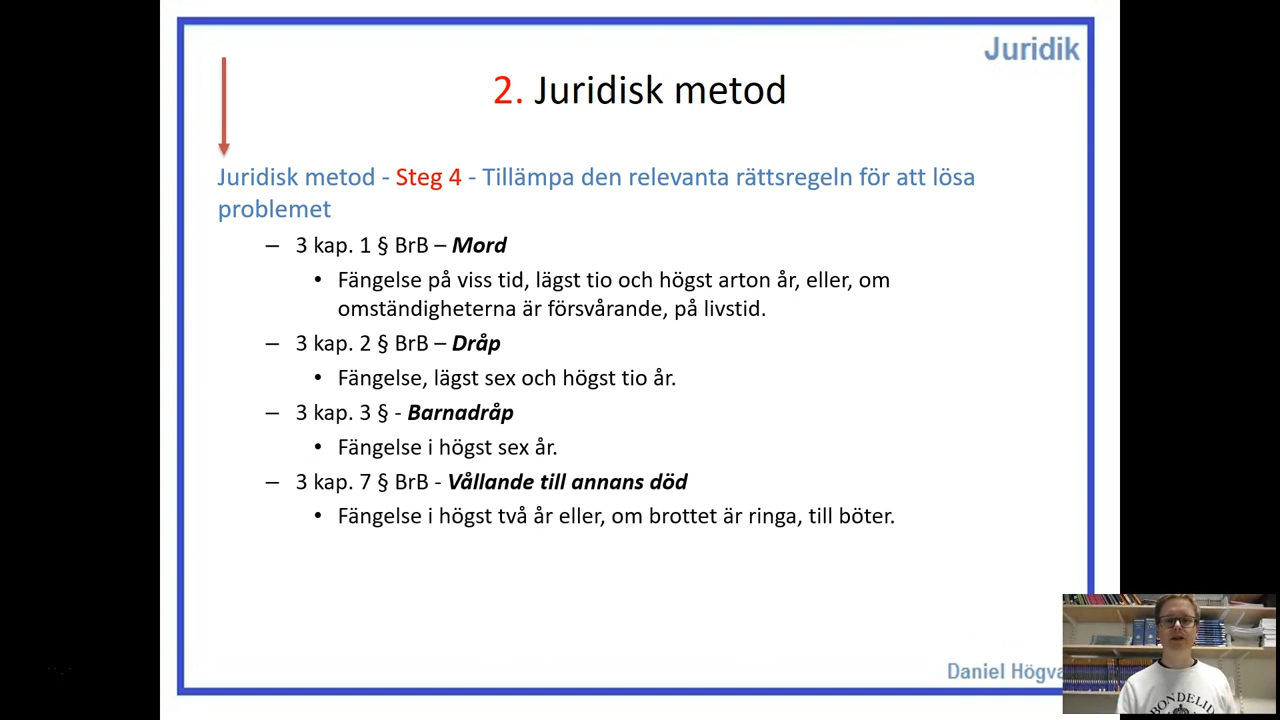 Juridik
2. Juridisk metod
Juridisk metod - Steg 4 - Tillämpa den relevanta rättsregeln för att lösa
problemet
– 3 kap. 1 § BrB – Mord
• Fängelse på viss tid, lägst tio och högst arton år, eller, om
omständigheterna är försvårande, på livstid.
– 3 kap. 2 § BrB – Dråp
• Fängelse, lägst sex och högst tio år.
– 3 kap. 3 § - Barnadråp
• Fängelse i högst sex år.
– 3 kap. 7 § BrB - Vållande till annans död
• Fängelse i högst två år eller, om brottet är ringa, till böter.
Daniel Högva